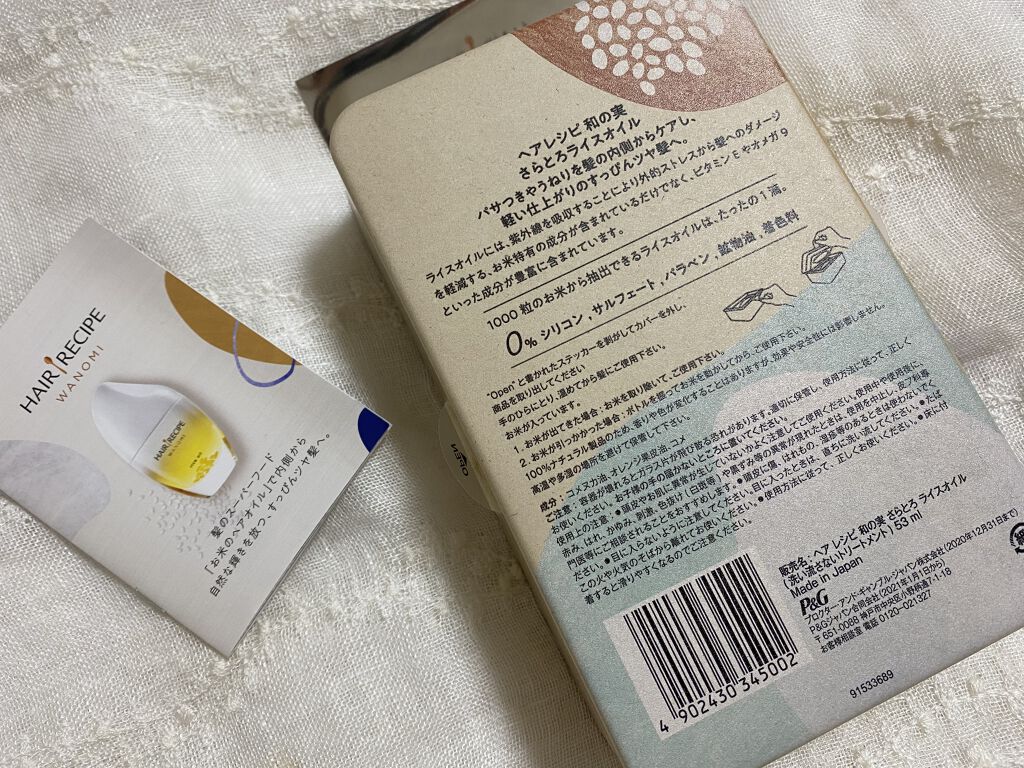 HAIR RECIPE
WANOMI
HAIR RECIPE
髪のスーパーフード
「お米のヘアオイル」で内側から
自然な輝きを放つ、すっぴんツヤ髪へ。
ヘアレシピ 和の実
さらとろライスオイル
パサつきやうねりを髪の内側からケアし、
軽い仕上がりのすっぴんツヤ髪へ。
ライスオイルには、紫外線を吸収することにより外的ストレスから髪へのダメージ
を軽減する、お米特有の成分が含まれているだけでなく、ビタミン E やオメガ 9
といった成分が豊富に含まれています。
1000 粒のお米から抽出できるライスオイルは、たったの 1 滴。
0% シリコン , サルフェート , パラベン , 鉱物油 , 着色料
"Open" と書かれたステッカーを剥がしてカバーを外し、
商品を取り出してください
手のひらにとり、温めてから髪にご使用下さい。
お米が入っています。
1. お米が出てきた場合 : お米を取り除いて、ご使用下さい。
2. お米が引っかかった場合 : ボトルを振ってお米を動かしてから、ご使用下さい。
100%ナチュラル製品のため、香りや色が変化することはありますが、効果や安全性には影響しません。
高温や多湿の場所を避けて保管して下さい。
成分 : コメヌカ油、オレンジ果皮油、コメ
OPEN
販売名 : ヘア レシピ 和の実 さらとろ ライスオイル
(洗い流さないトリートメント) 53 ml
Made in Japan
P&G
プロクター・アンド・ギャンブル・ジャパン株式会社(2020年12月31日まで)
P&Gジャパン合同会社(2021年1月1日から)
〒651-0088 神戸市中央区小野柄通7-1-18
お客様相談室 電話 0120-021327
4 902430 345002
91533689